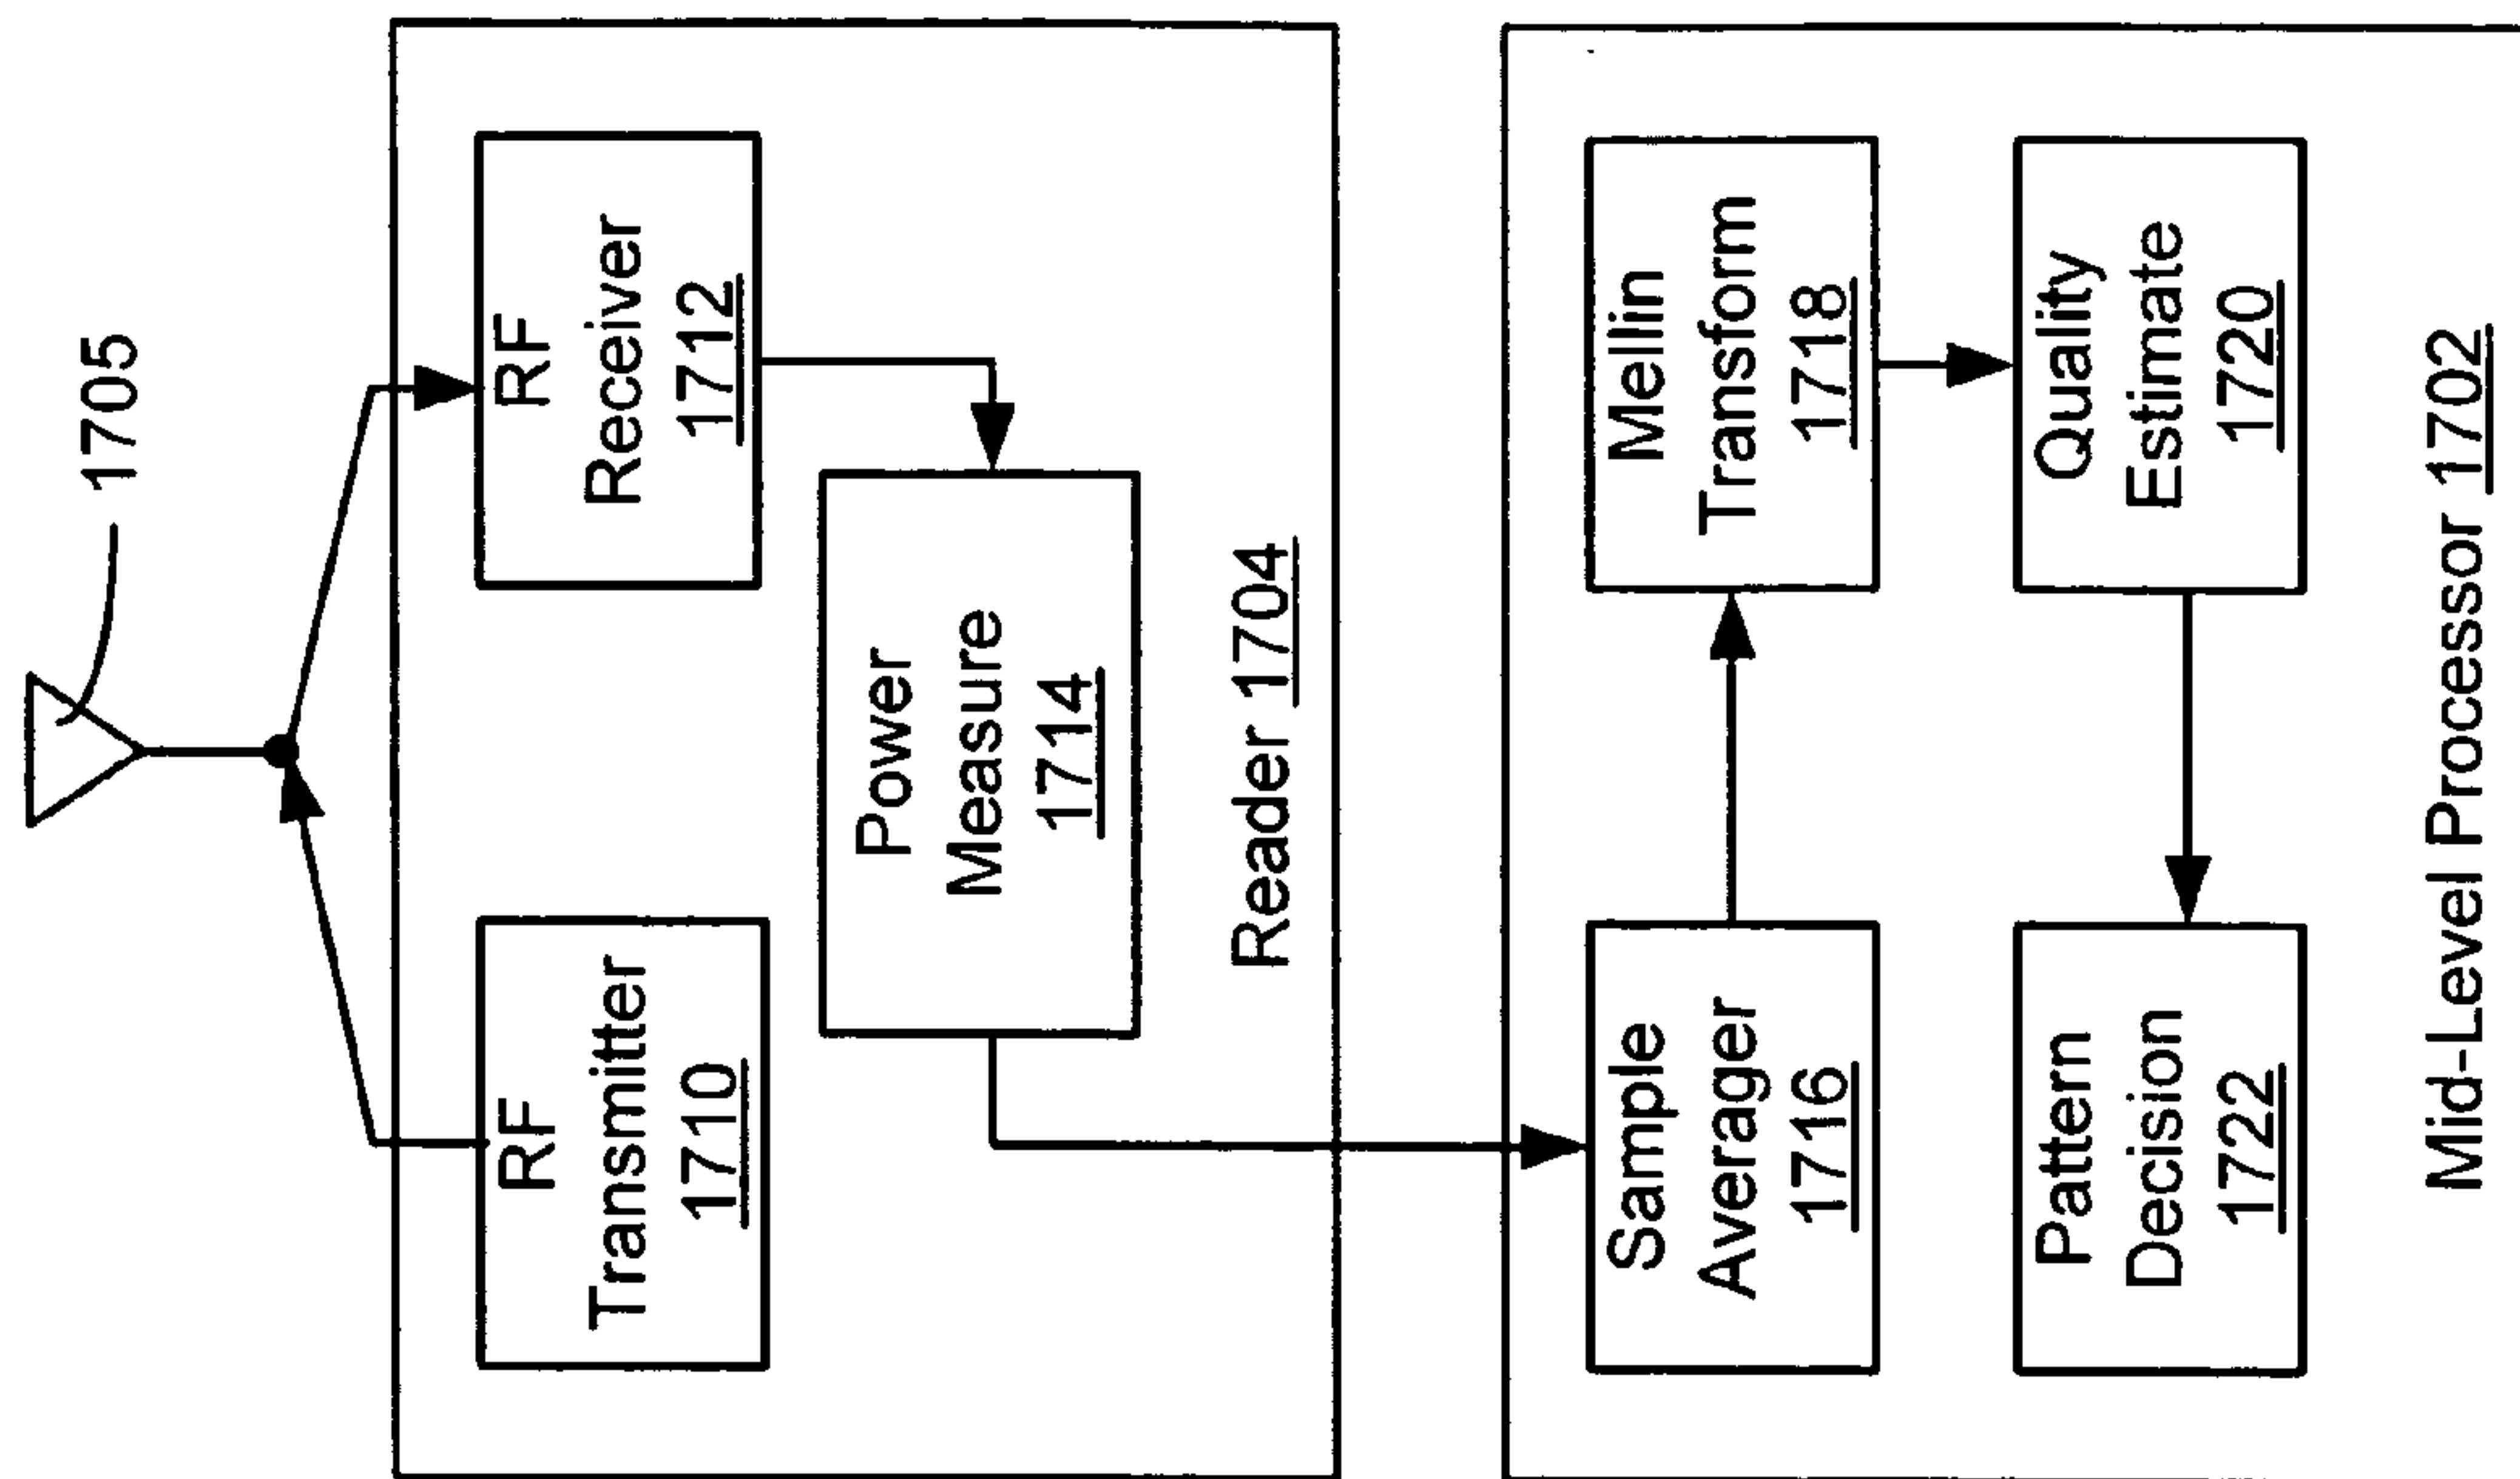 1705
RF
Transmitter
1710
RF
Receiver
1712
Power
Measure
1714
Reader 1704
Sample
Averager
1716
Mellin
Transform
1718
Pattern
Decision
1722
Quality
Estimate
1720
Mid-Level Processor 1702